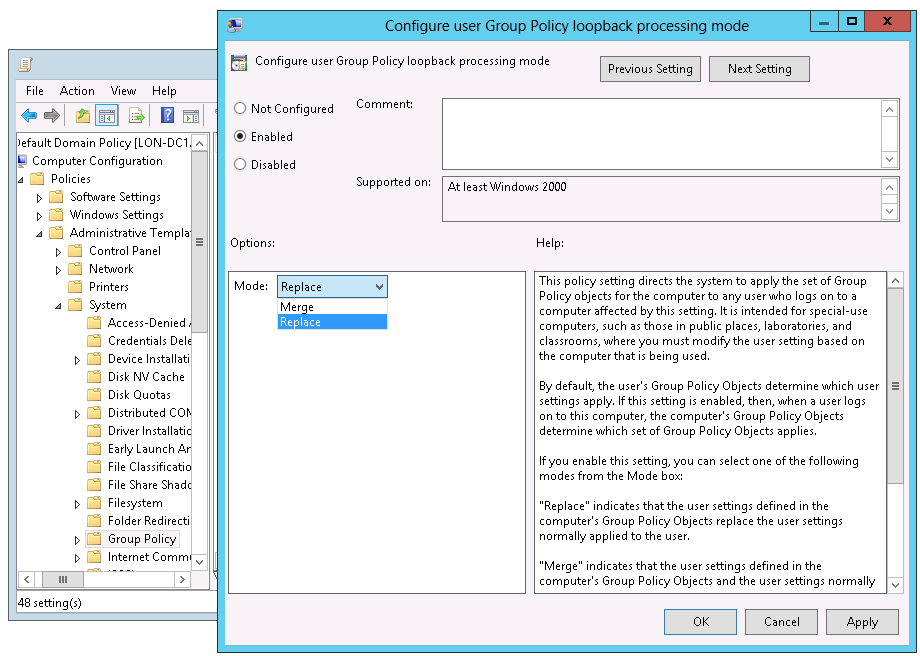 Configure user Group Policy loopback processing mode
Configure user Group Policy loopback processing mode
Previous Setting
Next Setting
Not Configured
Enabled
Disabled
Comment:
Supported on:
At least Windows 2000
Options:
Help:
Mode:
Replace
Merge
Replace
This policy setting directs the system to apply the set of Group
Policy objects for the computer to any user who logs on to a
computer affected by this setting. It is intended for special-use
computers, such as those in public places, laboratories, and
classrooms, where you must modify the user setting based on
the computer that is being used.
By default, the user's Group Policy Objects determine which user
settings apply. If this setting is enabled, then, when a user logs
on to this computer, the computer's Group Policy Objects
determine which set of Group Policy Objects applies.
If you enable this setting, you can select one of the following
modes from the Mode box:
"Replace" indicates that the user settings defined in the
computer's Group Policy Objects replace the user settings
normally applied to the user.
"Merge" indicates that the user settings defined in the
computer's Group Policy Objects and the user settings normally
OK
Cancel
Apply
File Action View Help
Default Domain Policy [LON-DC1.
Computer Configuration
Policies
Software Settings
Windows Settings
Administrative Templa
Control Panel
Network
Printers
System
Access-Denied A
Credentials Dele
Device Installati
Disk NV Cache
Disk Quotas
Distributed COM
Driver Installatio
Early Launch An
File Classificatio
File Share Shado
Filesystem
Folder Redirecti
Group Policy
Internet Commu
48 setting(s)